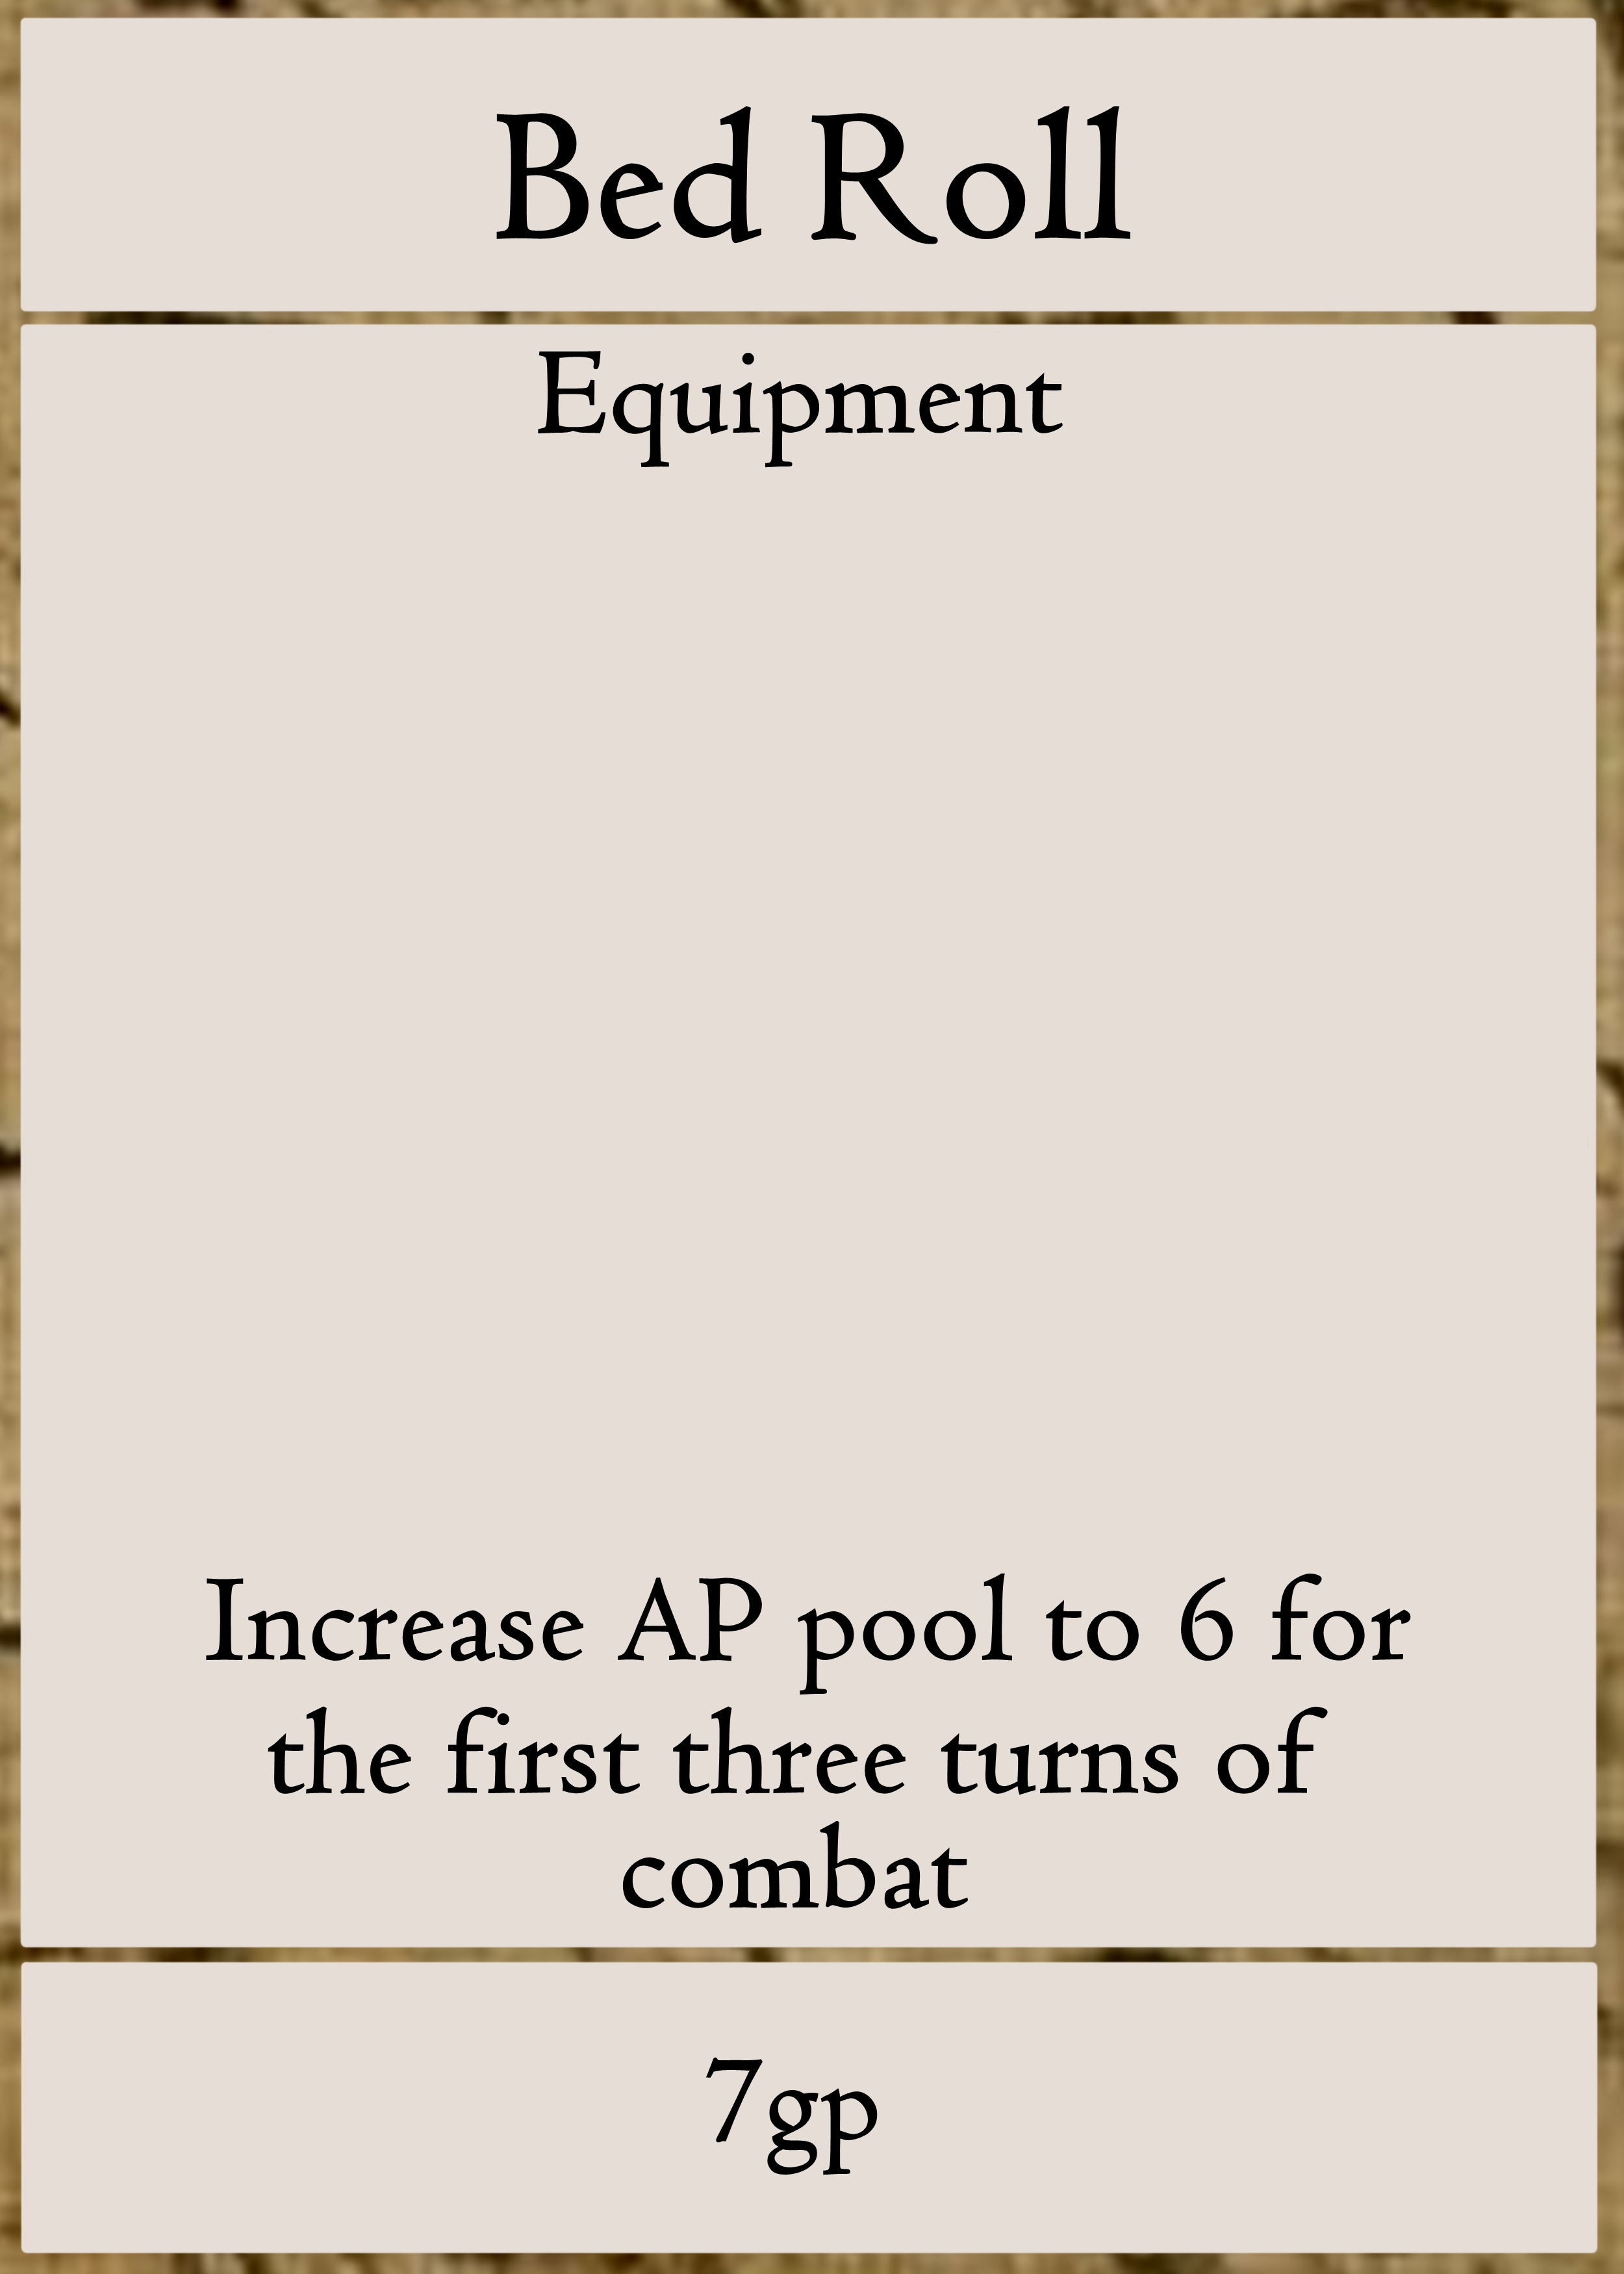 Bed Roll
Equipment
Increase AP pool to 6 for
the first three turns of
combat
7gp